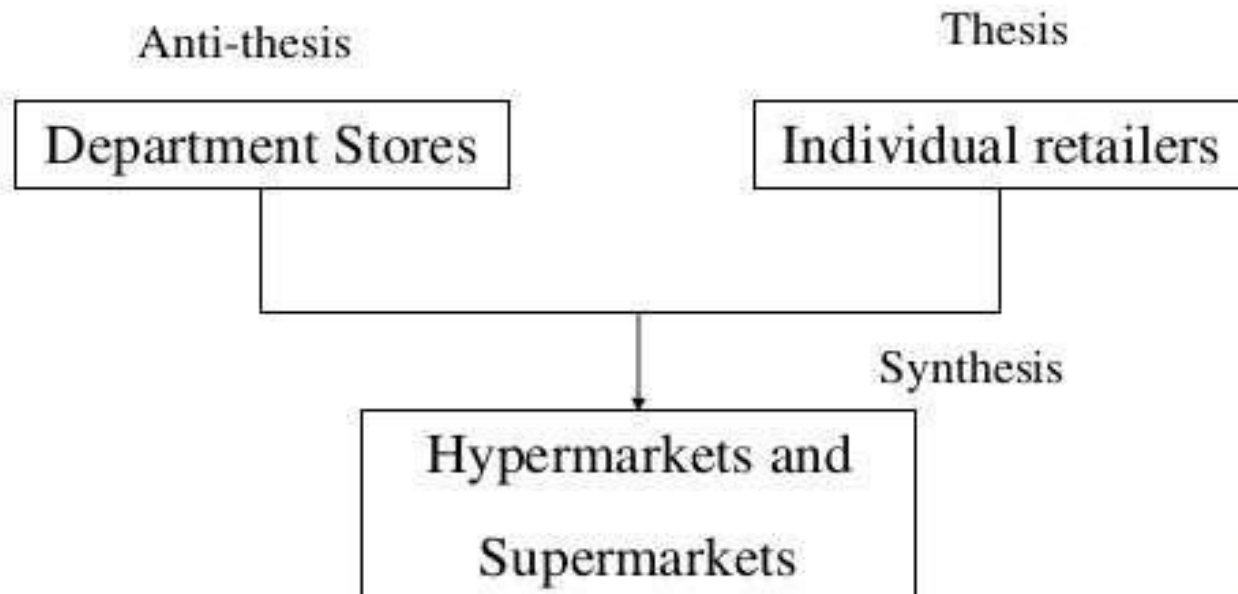 Anti-thesis
Thesis
Department Stores
Individual retailers
Synthesis
Hypermarkets and
Supermarkets